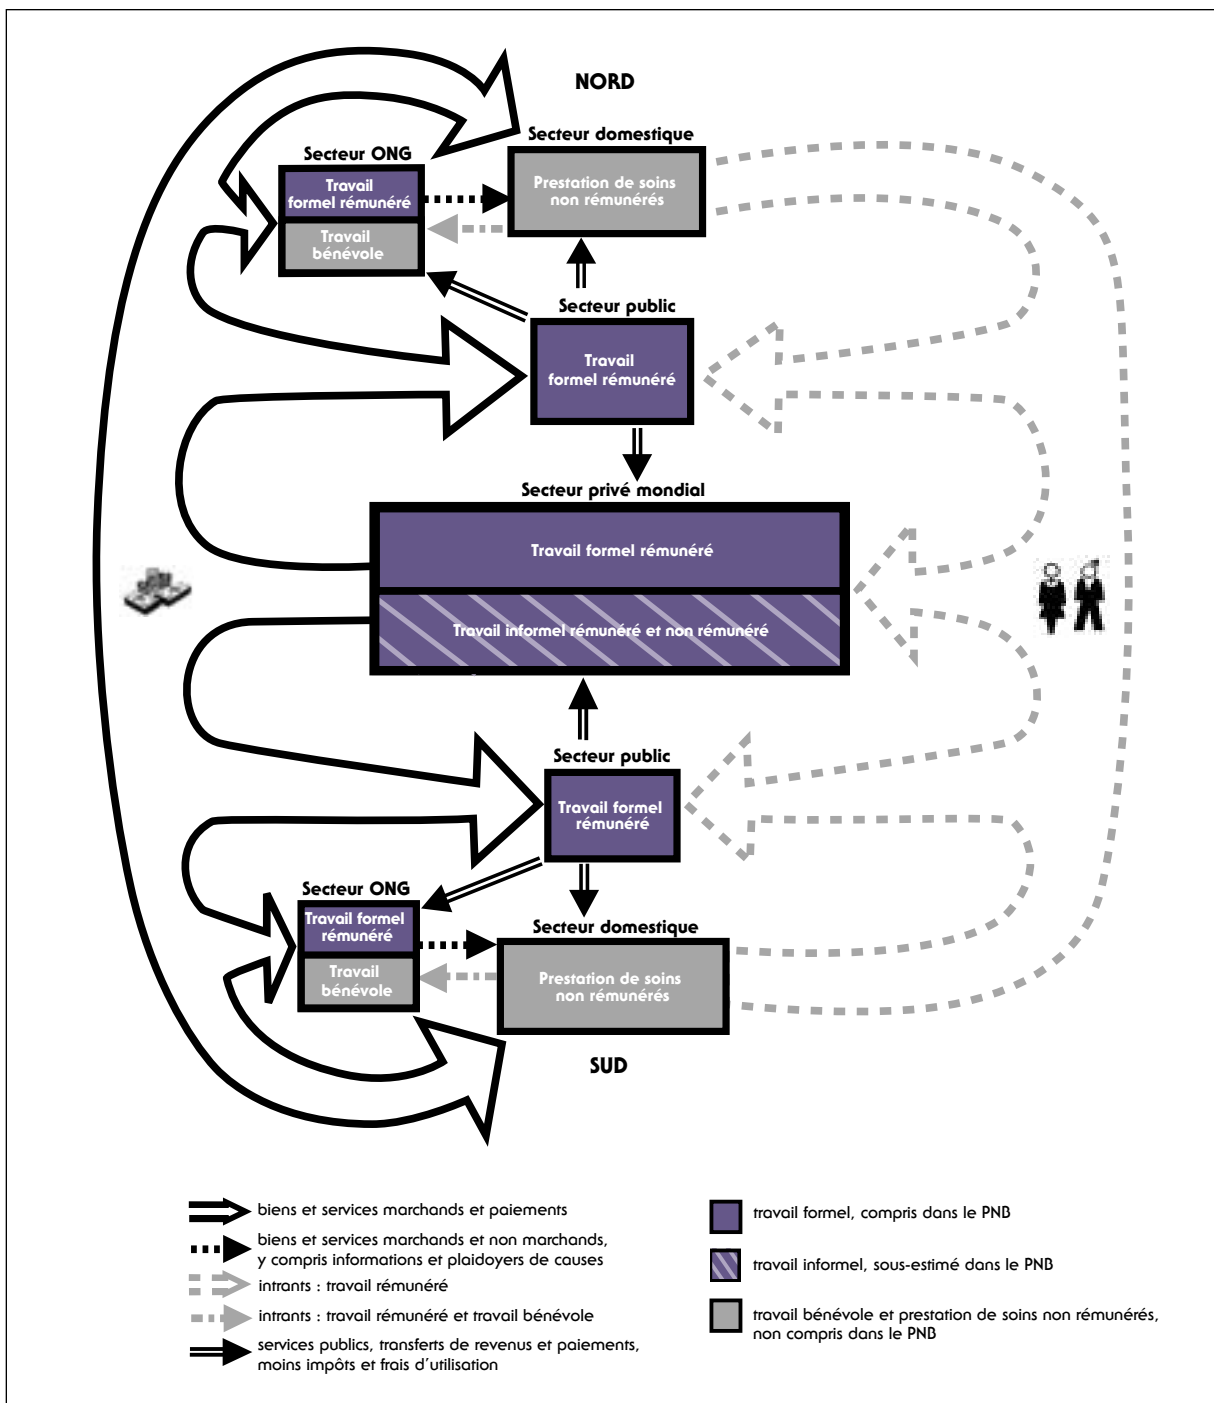 NORD
Secteur domestique
Prestation de soins
non rémunérés
Secteur ONG
Travail
formel rémunéré
Travail
bénévole
Secteur public
Travail
formel rémunéré
Secteur privé mondial
Travail formel rémunéré
Travail informel rémunéré et non rémunéré
Secteur public
Travail formel
rémunéré
Secteur ONG
Travail formel
rémunéré
Travail
bénévole
Secteur domestique
Prestation de soins
non rémunérés
SUD
biens et services marchands et paiements
biens et services marchands et non marchands,
y compris informations et plaidoyers de causes
intrants : travail rémunéré
intrants : travail rémunéré et travail bénévole
services publics, transferts de revenus et paiements,
moins impôts et frais d'utilisation
travail formel, compris dans le PNB
travail informel, sous-estimé dans le PNB
travail bénévole et prestation de soins non rémunérés,
non compris dans le PNB